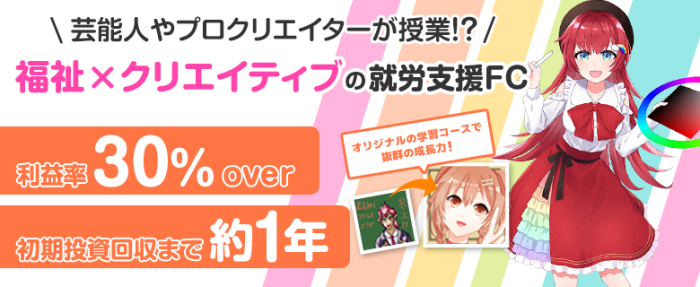 \ 芸能人やプロクリエイターが授業!? /
福祉×クリエイティブの就労支援FC
利益率 30% over
オリジナルの学習コースで
抜群の成長力!
初期投資回収まで 約1年